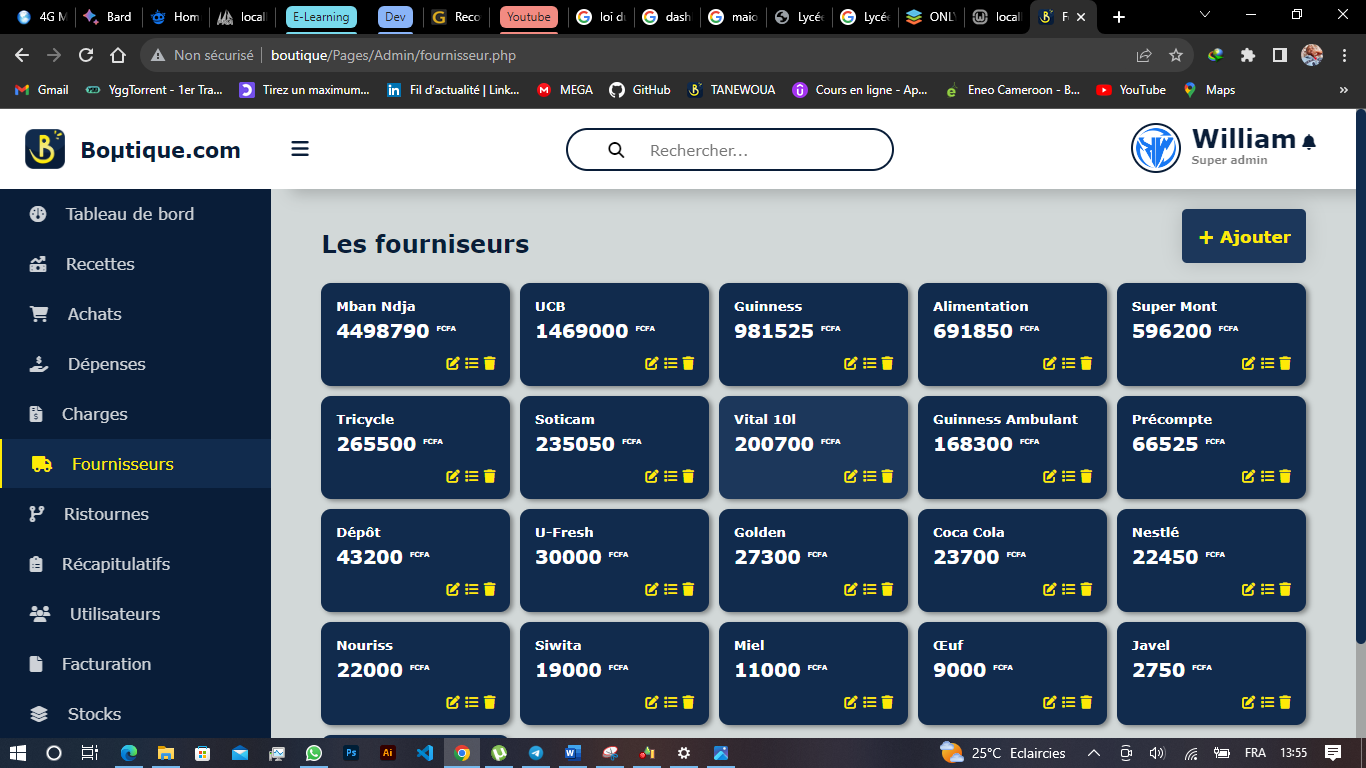 4G M
Bard
Hom
locall
E-Learning
Dev
Reco
Youtube
loi du
dash
maio
Lycée
Lycée
ONLY
locall
Fo
Non sécurisé
boutique/Pages/Admin/fournisseur.php
Gmail
YggTorrent - 1er Tra...
Tirez un maximum...
Fil d'actualité | Link...
MEGA
GitHub
TANEWOUA
Cours en ligne - Ap...
Eneo Cameroon - B...
YouTube
Maps
»
B
Boutique.com
Rechercher...
William
Super admin
Tableau de bord
Recettes
Achats
Dépenses
Charges
Fournisseurs
Ristournes
Récapitulatifs
Utilisateurs
Facturation
Stocks
Les fourniseurs
+ Ajouter
Mban Ndja
4498790 FCFA
UCB
1469000 FCFA
Guinness
981525 FCFA
Alimentation
691850 FCFA
Super Mont
596200 FCFA
Tricycle
265500 FCFA
Soticam
235050 FCFA
Vital 10l
200700 FCFA
Guinness Ambulant
168300 FCFA
Précompte
66525 FCFA
Dépôt
43200 FCFA
U-Fresh
30000 FCFA
Golden
27300 FCFA
Coca Cola
23700 FCFA
Nestlé
22450 FCFA
Nouriss
22000 FCFA
Siwita
19000 FCFA
Miel
11000 FCFA
Œuf
9000 FCFA
Javel
2750 FCFA
25°C Eclaircies
FRA
13:55